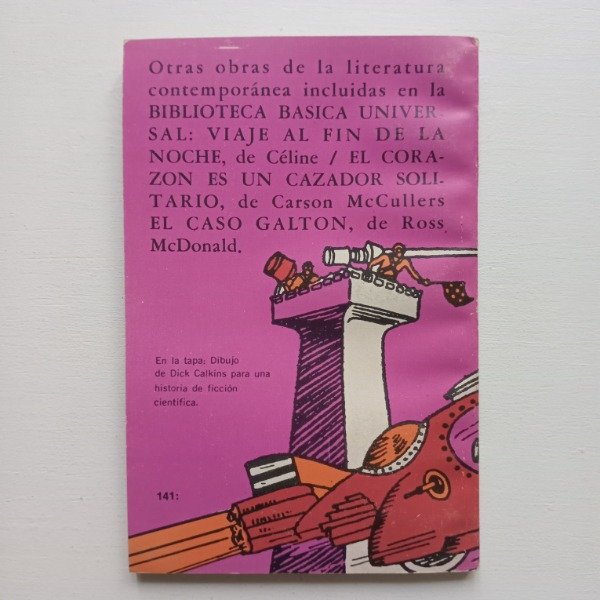 Otras obras de la literatura
contemporánea incluidas en la
BIBLIOTECA BASICA UNIVER-
SAL: VIAJE AL FIN DE LA
NOCHE, de Céline / EL CORA-
ZON ES UN CAZADOR SOLI-
TARIO, de Carson McCullers
EL CASO GALTON, de Ross
McDonald.
En la tapa: Dibujo
de Dick Calkins para una
historia de ficción
científica.
141: